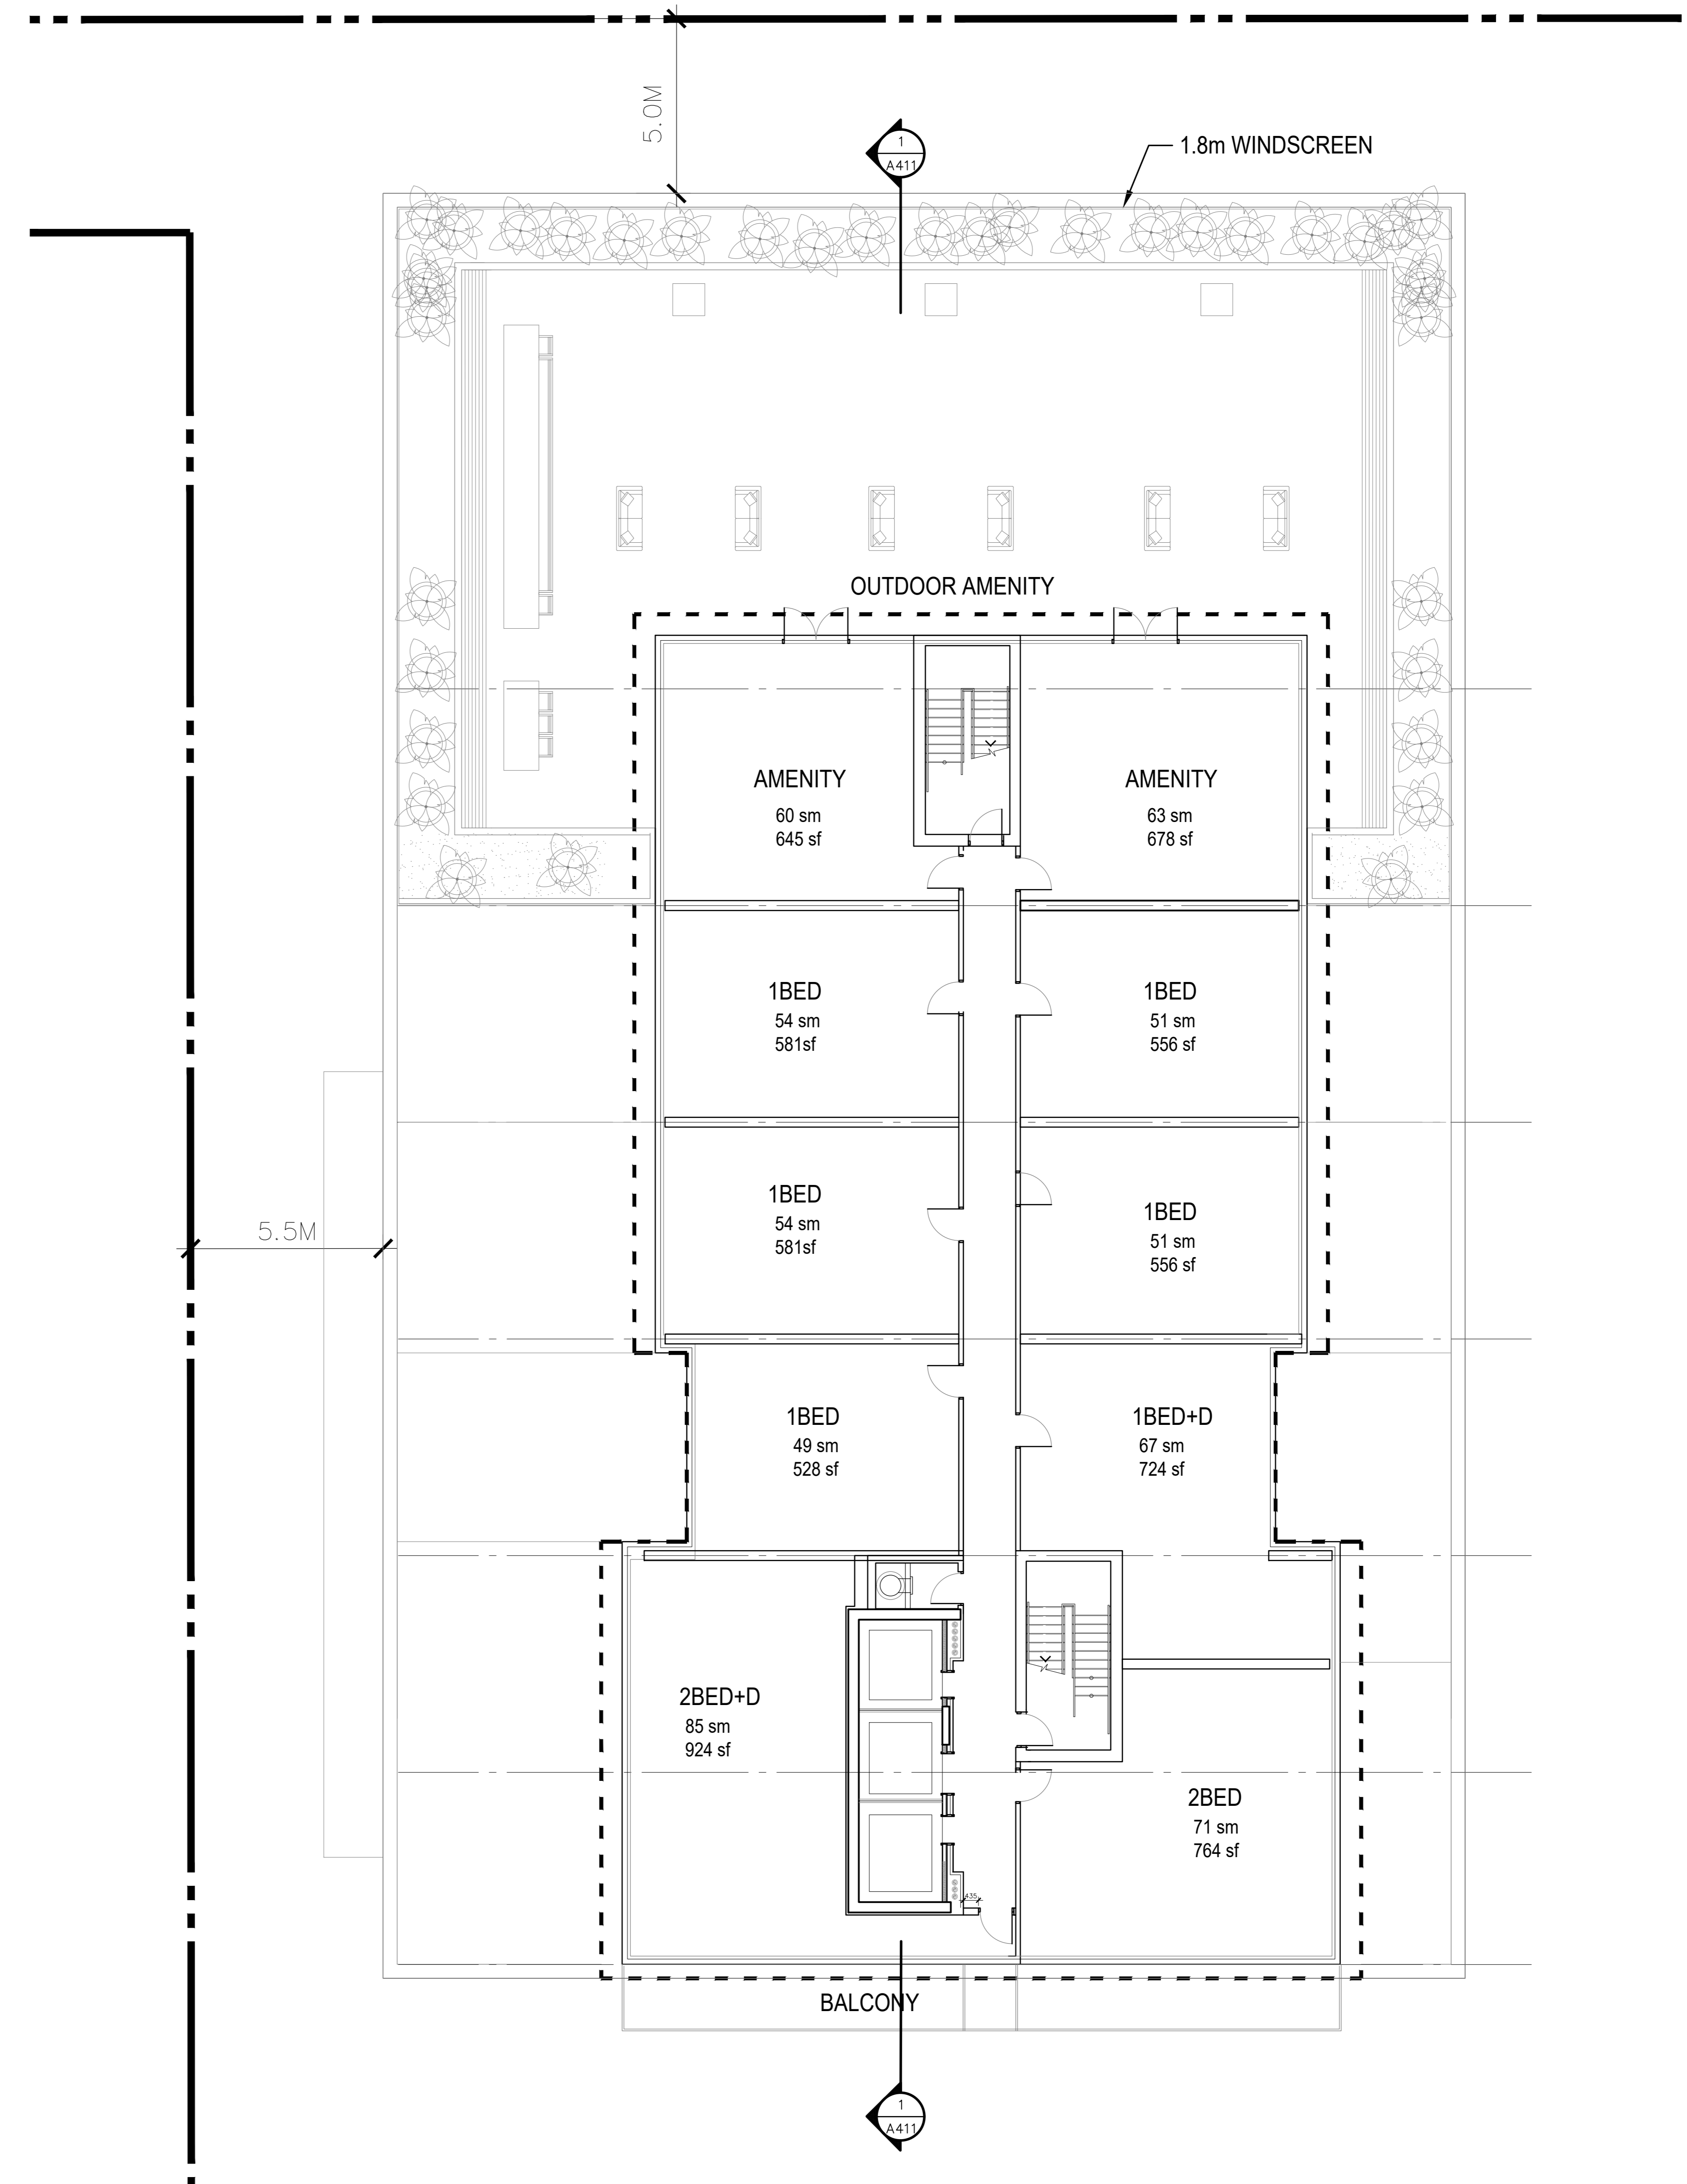 5.0M
1
A411
1.8m WINDSCREEN
OUTDOOR AMENITY
AMENITY
60 sm
645 sf
AMENITY
63 sm
678 sf
1BED
54 sm
581sf
1BED
51 sm
556 sf
1BED
54 sm
581sf
1BED
51 sm
556 sf
5.5M
1BED
49 sm
528 sf
1BED+D
67 sm
724 sf
2BED+D
85 sm
924 sf
2BED
71 sm
764 sf
435
BALCONY
1
A411